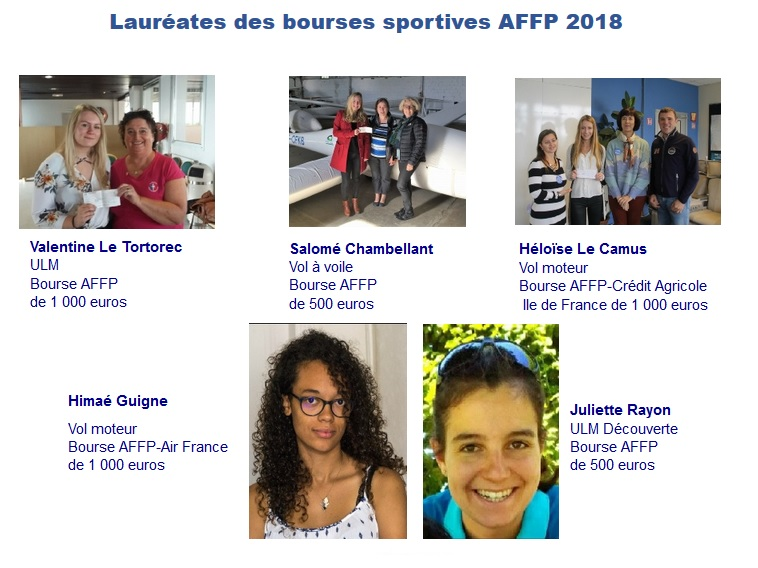 Lauréates des bourses sportives AFFP 2018
Valentine Le Tortorec
ULM
Bourse AFFP
de 1 000 euros
Salomé Chambellant
Vol à voile
Bourse AFFP
de 500 euros
Héloïse Le Camus
Vol moteur
Bourse AFFP-Crédit Agricole
Ile de France de 1 000 euros
Himaé Guigne
Vol moteur
Bourse AFFP-Air France
de 1 000 euros
Juliette Rayon
ULM Découverte
Bourse AFFP
de 500 euros